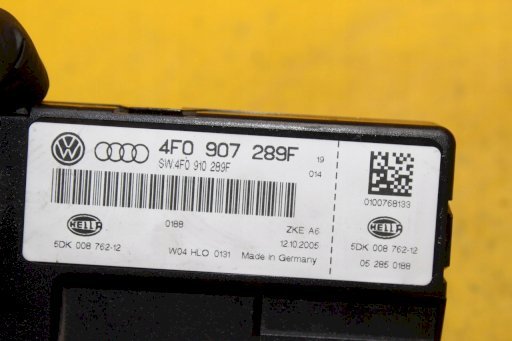 4F0 907 289F 19
SW.4F0 910 289F 014
0100768133
0188 ZKE A6
HELLA 12.10.2005 HELLA
5DK 008 762-12 W04 HLO 0131 Made in Germany 5DK 008 762-12
05 285 0188